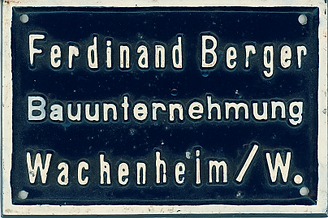 Ferdinand Berger
Bauunternehmung
Wachenheim/W.